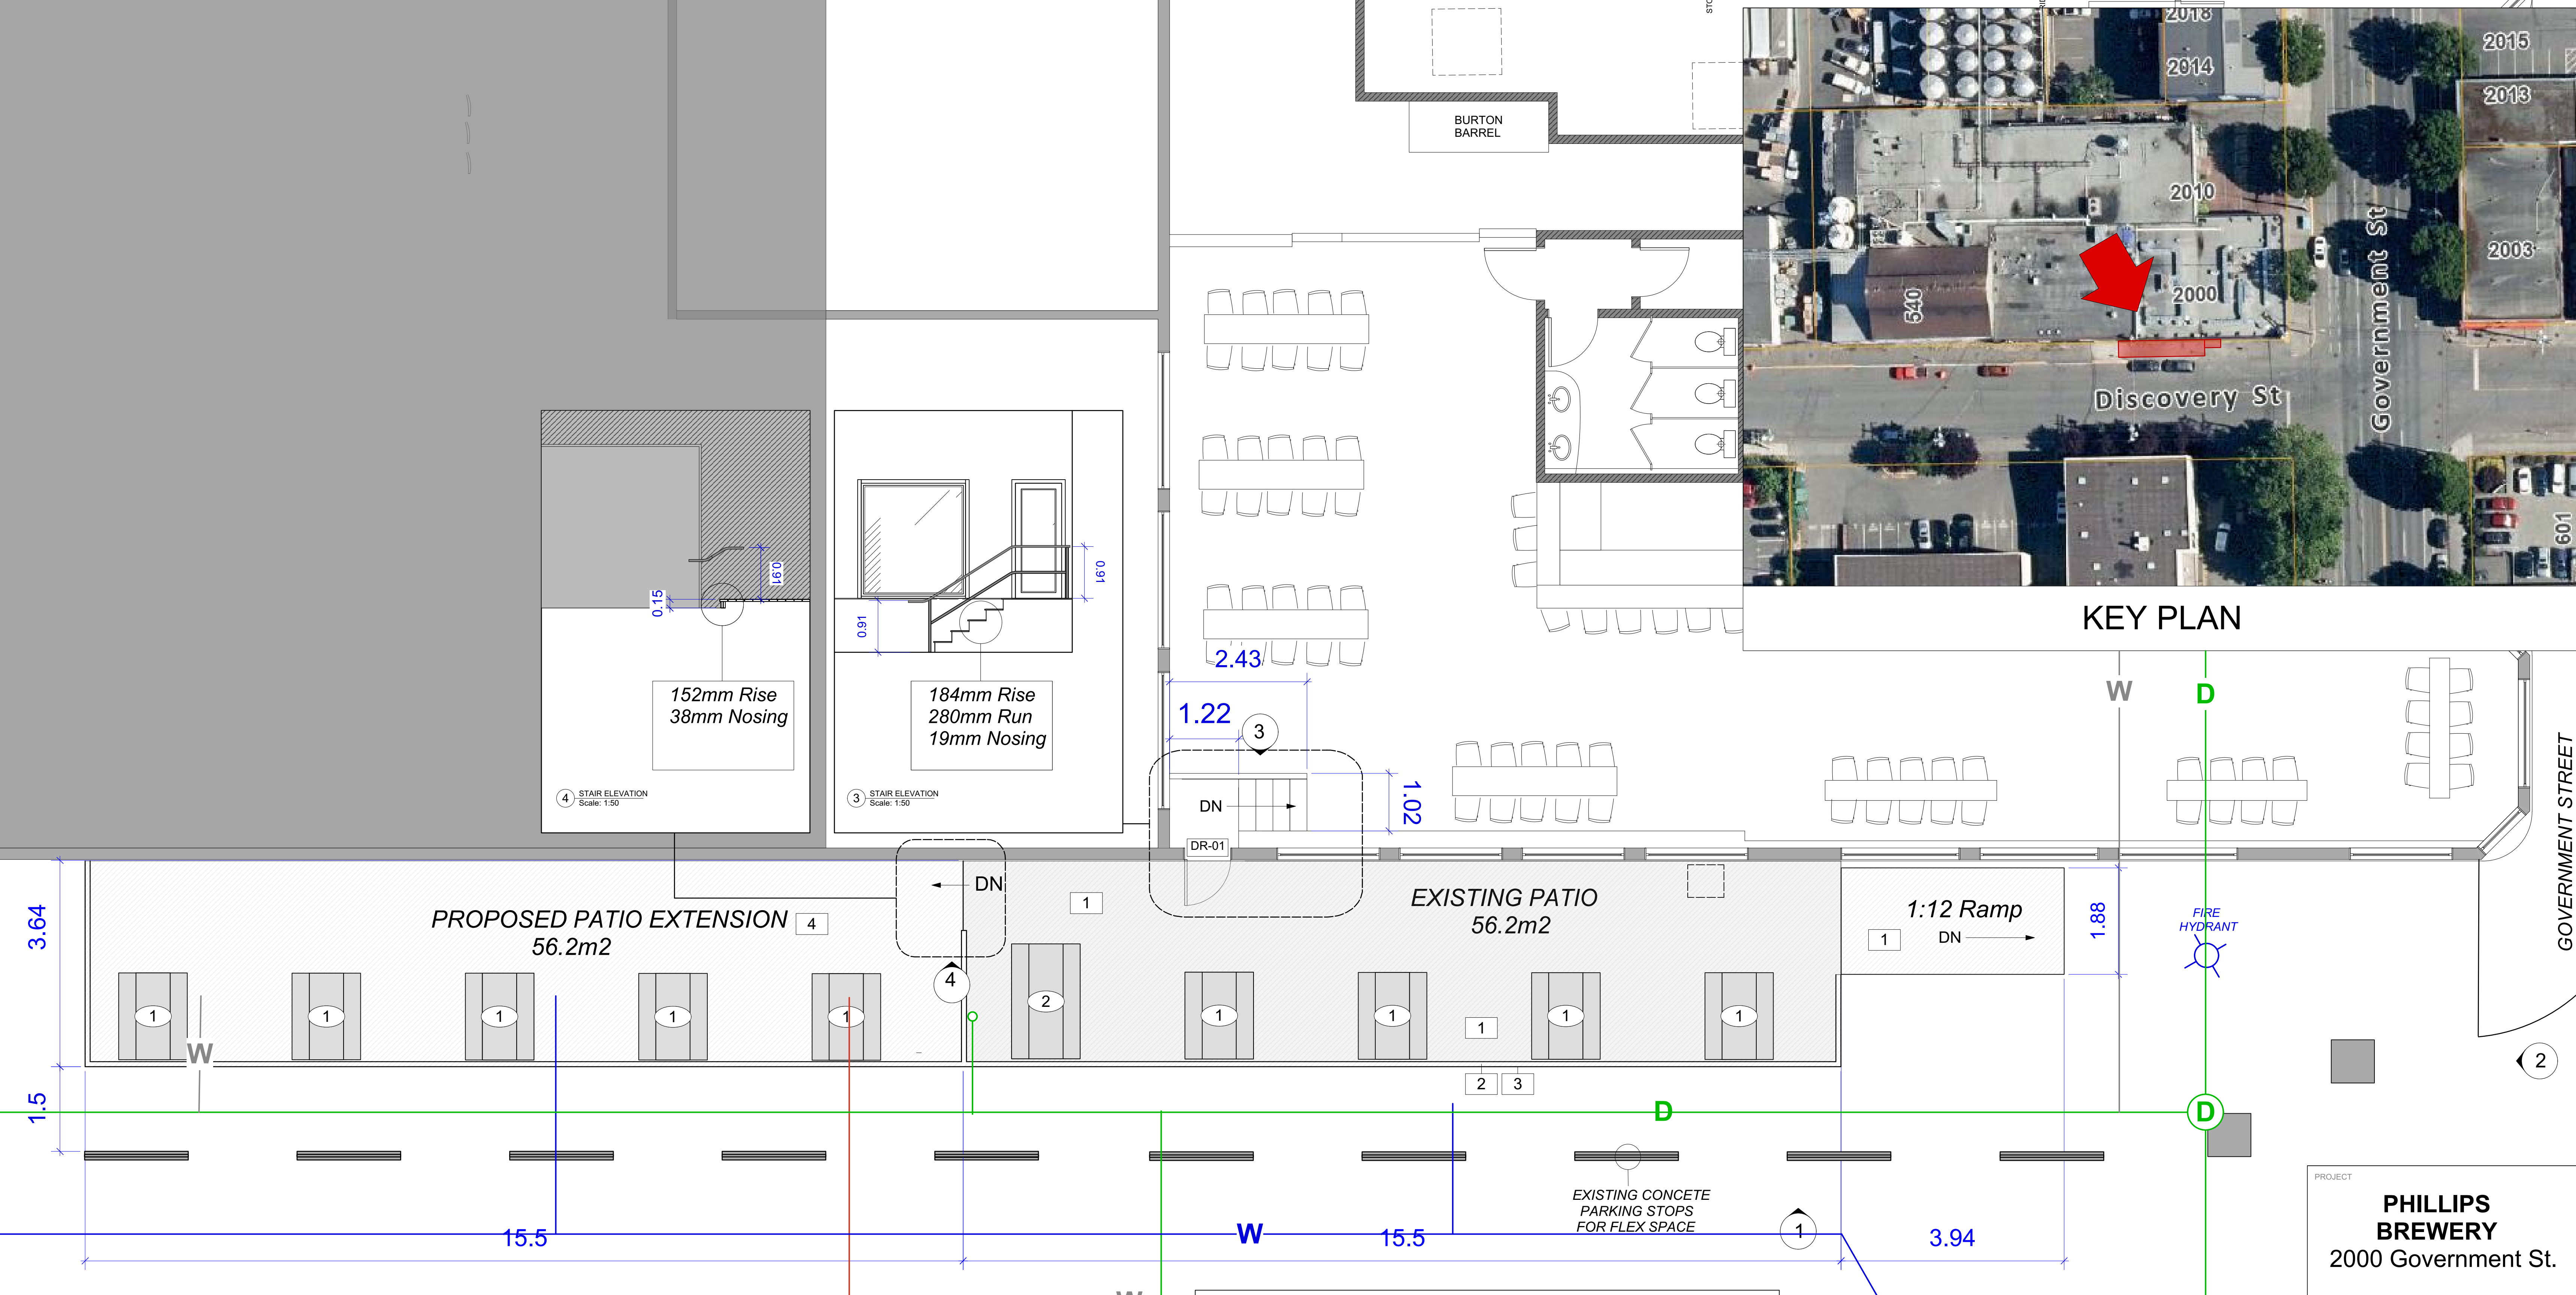 BURTON
BARREL
2018
2014
2010
2000
540
2015
2013
2003
601
Discovery St
Government St
KEY PLAN
0.15
0.91
152mm Rise
38mm Nosing
4
STAIR ELEVATION
Scale: 1:50
0.91
0.91
184mm Rise
280mm Run
19mm Nosing
3
STAIR ELEVATION
Scale: 1:50
2.43
1.22
3
1.02
DN
DR-01
W
D
GOVERNMENT STREET
3.64
PROPOSED PATIO EXTENSION
56.2m2
4
DN
1
EXISTING PATIO
56.2m2
1:12 Ramp
1
DN
1.88
FIRE
HYDRANT
4
1
1
1
1
1
2
1
1
1
1
1
W
2
3
2
1.5
D
D
EXISTING CONCETE
PARKING STOPS
FOR FLEX SPACE
1
15.5
W
15.5
3.94
PROJECT
PHILLIPS
BREWERY
2000 Government St.
W